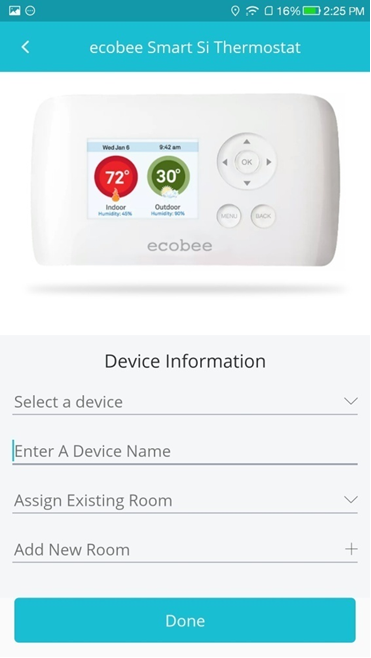 16% 2:25 PM
ecobee Smart Si Thermostat
Wed Jan 6 9:42 am
72° 30°
Indoor Outdoor
Humidity: 45% Humidity: 80%
OK
MENU BACK
ecobee
Device Information
Select a device
Enter A Device Name
Assign Existing Room
Add New Room
Done